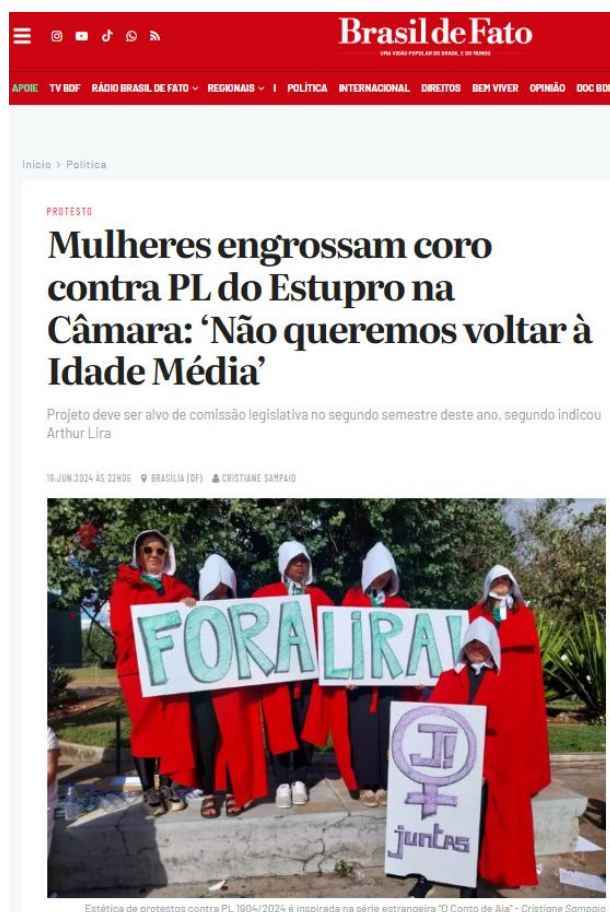 Brasil de Fato
UMA VISÃO POPULAR DO BRASIL E DO MUNDO
APOIE TV BDF RÁDIO BRASIL DE FATO REGIONAIS I POLÍTICA INTERNACIONAL DIREITOS BEM VIVER OPINIÃO DOC BDF
Início > Política
PROTESTO
Mulheres engrossam coro
contra PL do Estupro na
Câmara: ‘Não queremos voltar à
Idade Média’
Projeto deve ser alvo de comissão legislativa no segundo semestre deste ano, segundo indicou
Arthur Lira
19.JUN.2024 ÀS 22H05 BRASÍLIA (DF) CRISTIANE SAMPAIO
FORA LIRA!
J!
juntas
Estética de protestos contra PL 1904/2024 é inspirada na série estrangeira "O Conto de Aia" - Cristiane Sampaio